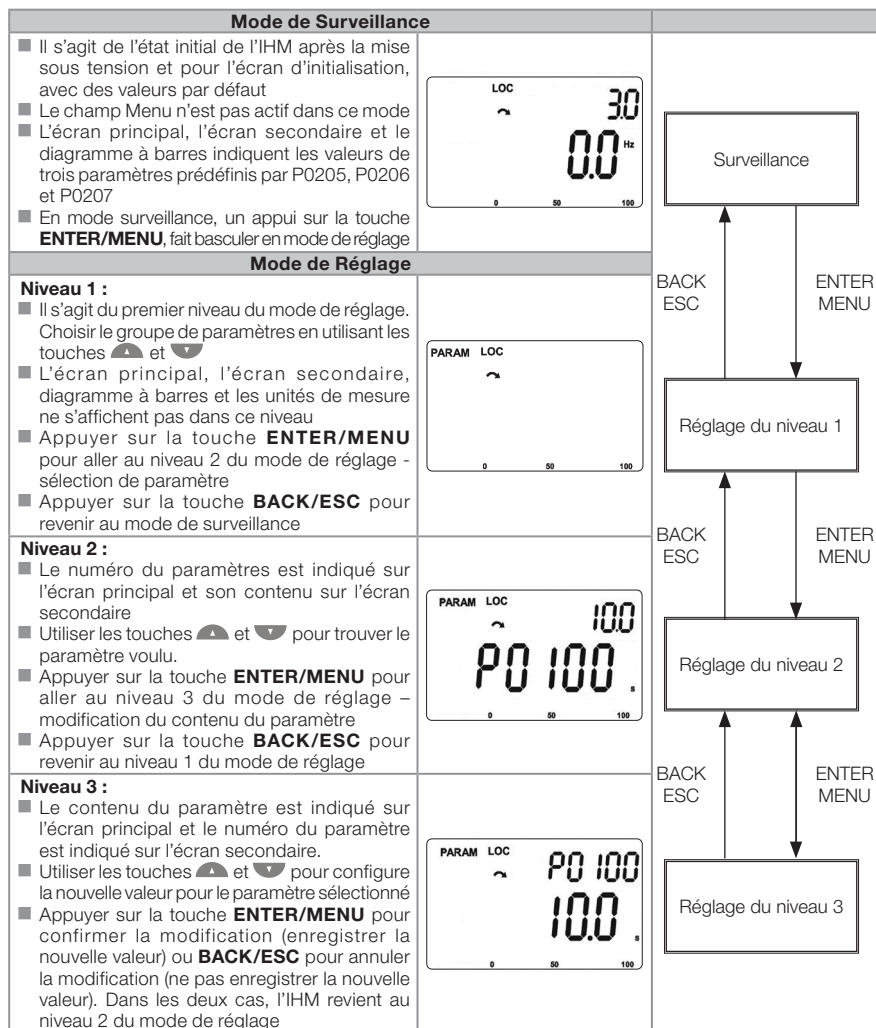 Mode de Surveillance
Il s'agit de l'état initial de l'IHM après la mise
sous tension et pour l'écran d'initialisation,
avec des valeurs par défaut
Le champ Menu n'est pas actif dans ce mode
L'écran principal, l'écran secondaire et le
diagramme à barres indiquent les valeurs de
trois paramètres prédéfinis par P0205, P0206
et P0207
En mode surveillance, un appui sur la touche
ENTER/MENU, fait basculer en mode de réglage
LOC
3.0
0.0 Hz
0 50 100
Mode de Réglage
Niveau 1 :
Il s'agit du premier niveau du mode de réglage.
Choisir le groupe de paramètres en utilisant les
touches et
L'écran principal, l'écran secondaire,
diagramme à barres et les unités de mesure
ne s'affichent pas dans ce niveau
Appuyer sur la touche ENTER/MENU
pour aller au niveau 2 du mode de réglage -
sélection de paramètre
Appuyer sur la touche BACK/ESC pour
revenir au mode de surveillance
PARAM LOC
0 50 100
Niveau 2 :
Le numéro du paramètres est indiqué sur
l'écran principal et son contenu sur l'écran
secondaire
Utiliser les touches et pour trouver le
paramètre voulu.
Appuyer sur la touche ENTER/MENU pour
aller au niveau 3 du mode de réglage –
modification du contenu du paramètre
Appuyer sur la touche BACK/ESC pour
revenir au niveau 1 du mode de réglage
PARAM LOC
10.0
P0100 s
0 50 100
Niveau 3 :
Le contenu du paramètre est indiqué sur
l'écran principal et le numéro du paramètre
est indiqué sur l'écran secondaire.
Utiliser les touches et pour configure
la nouvelle valeur pour le paramètre sélectionné
Appuyer sur la touche ENTER/MENU pour
confirmer la modification (enregistrer la
nouvelle valeur) ou BACK/ESC pour annuler
la modification (ne pas enregistrer la nouvelle
valeur). Dans les deux cas, l'IHM revient au
niveau 2 du mode de réglage
PARAM LOC
P0100
10.0 s
0 50 100
Surveillance
BACK
ESC
ENTER
MENU
Réglage du niveau 1
BACK
ESC
ENTER
MENU
Réglage du niveau 2
BACK
ESC
ENTER
MENU
Réglage du niveau 3